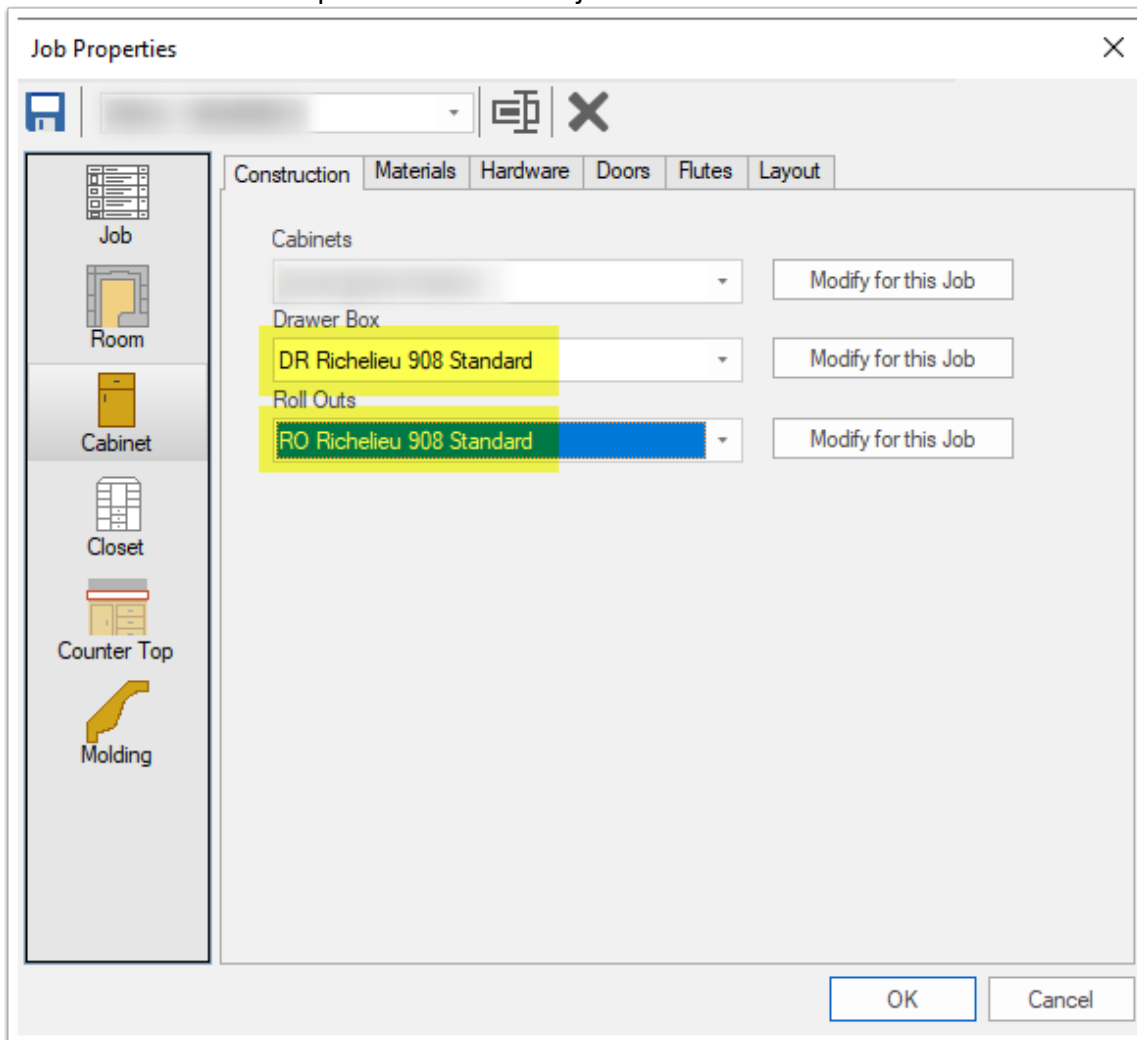 Job Properties
Construction Materials Hardware Doors Flutes Layout
Job
Room
Cabinet
Closet
Counter Top
Molding
Cabinets
Modify for this Job
Drawer Box
DR Richelieu 908 Standard
Modify for this Job
Roll Outs
RO Richelieu 908 Standard
Modify for this Job
OK
Cancel